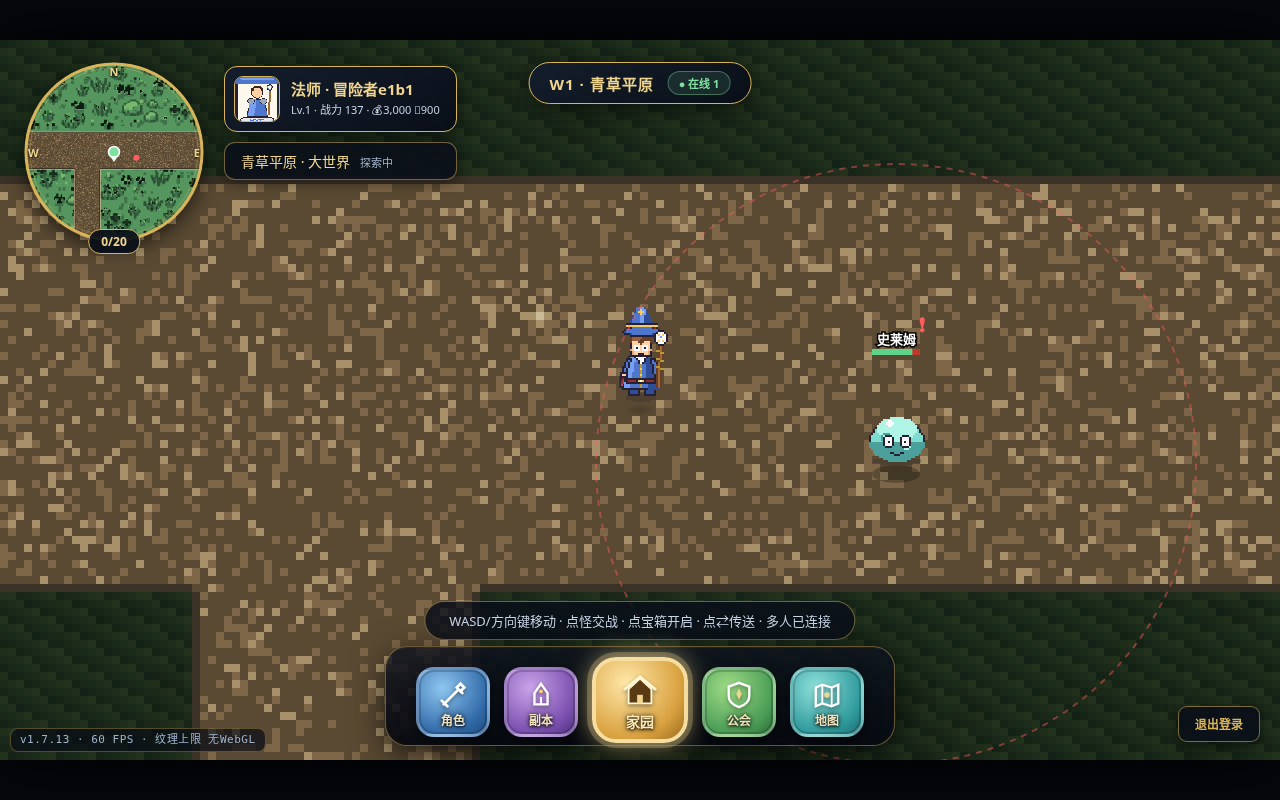 N
W
E
0/20
法师 · 冒险者e1b1
Lv.1 · 战力 137 · 💰3,000 900
青草平原 · 大世界 探索中
W1 · 青草平原 ● 在线 1
史莱姆
WASD/方向键移动 · 点怪交战 · 点宝箱开启 · 点⇄传送 · 多人已连接
角色
副本
家园
公会
地图
v1.7.13 · 60 FPS · 纹理上限 无WebGL
退出登录